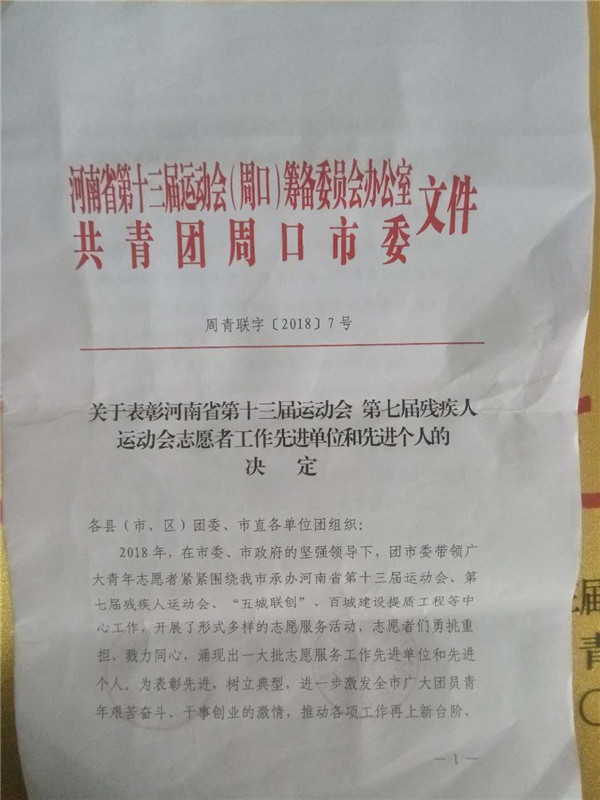 河南省第十三届运动会（周口）筹备委员会办公室
共青团周口市委
文件
周青联字〔2018〕7号
关于表彰河南省第十三届运动会 第七届残疾人
运动会志愿者工作先进单位和先进个人的
决 定
各县（市、区）团委、市直各单位团组织：
2018年，在市委、市政府的坚强领导下，团市委带领广
大青年志愿者紧紧围绕我市承办河南省第十三届运动会、第
七届残疾人运动会、“五城联创”、百城建设提质工程等中
心工作，开展了形式多样的志愿服务活动，志愿者们勇挑重
担，戮力同心，涌现出一大批志愿服务工作先进单位和先进
个人。为表彰先进、树立典型，进一步激发全市广大团员青
年艰苦奋斗、干事创业的激情，推动各项工作再上新台阶，
— 1 —
届
青